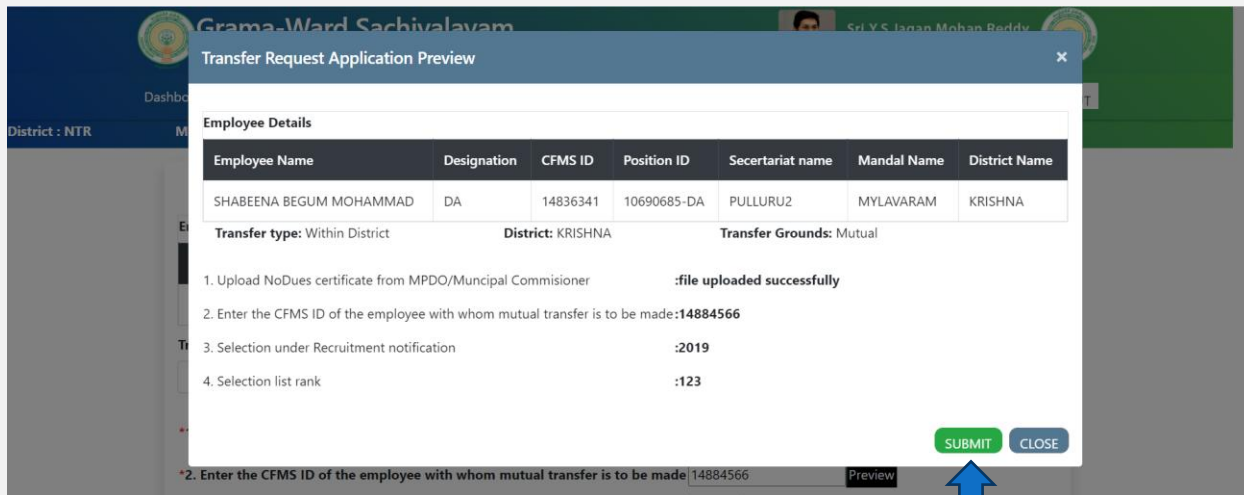 Grama-Ward Sachivalayam
Sri Y.S.Jagan Mohan Reddy
Transfer Request Application Preview ×
Dashbo
T
District : NTR M
Employee Details
Employee Name Designation CFMS ID Position ID Secertariat name Mandal Name District Name
SHABEENA BEGUM MOHAMMAD DA 14836341 10690685-DA PULLURU2 MYLAVARAM KRISHNA
Transfer type: Within District District: KRISHNA Transfer Grounds: Mutual
1. Upload NoDues certificate from MPDO/Muncipal Commisioner :file uploaded successfully
2. Enter the CFMS ID of the employee with whom mutual transfer is to be made:14884566
3. Selection under Recruitment notification :2019
4. Selection list rank :123
SUBMIT CLOSE
*2. Enter the CFMS ID of the employee with whom mutual transfer is to be made 14884566 Preview